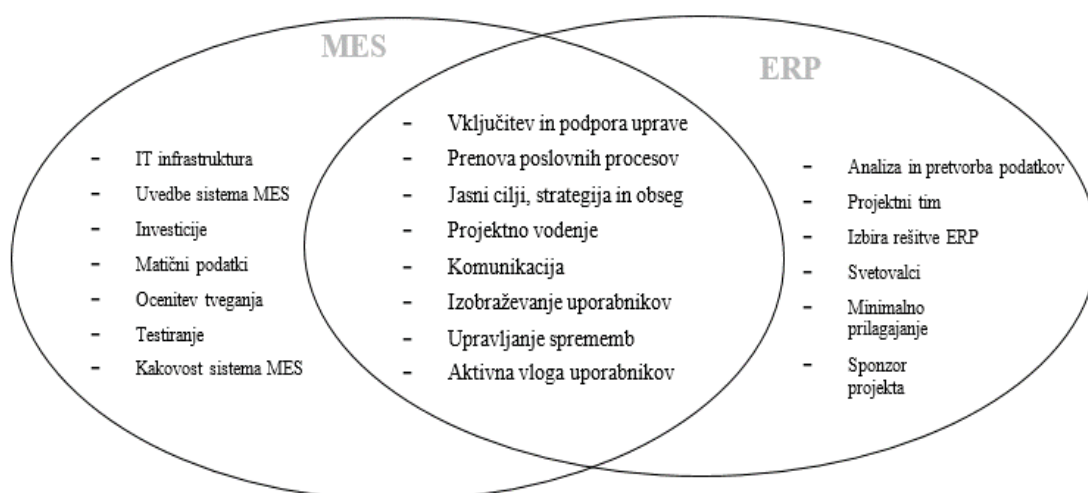 MES
ERP
- IT infrastruktura
- Uvedbe sistema MES
- Investicije
- Matični podatki
- Ocenitev tveganja
- Testiranje
- Kakovost sistema MES
- Vključitev in podpora uprave
- Prenova poslovnih procesov
- Jasni cilji, strategija in obseg
- Projektno vodenje
- Komunikacija
- Izobraževanje uporabnikov
- Upravljanje sprememb
- Aktivna vloga uporabnikov
- Analiza in pretvorba podatkov
- Projektni tim
- Izbira rešitve ERP
- Svetovalci
- Minimalno
prilagajanje
- Sponzor
projekta